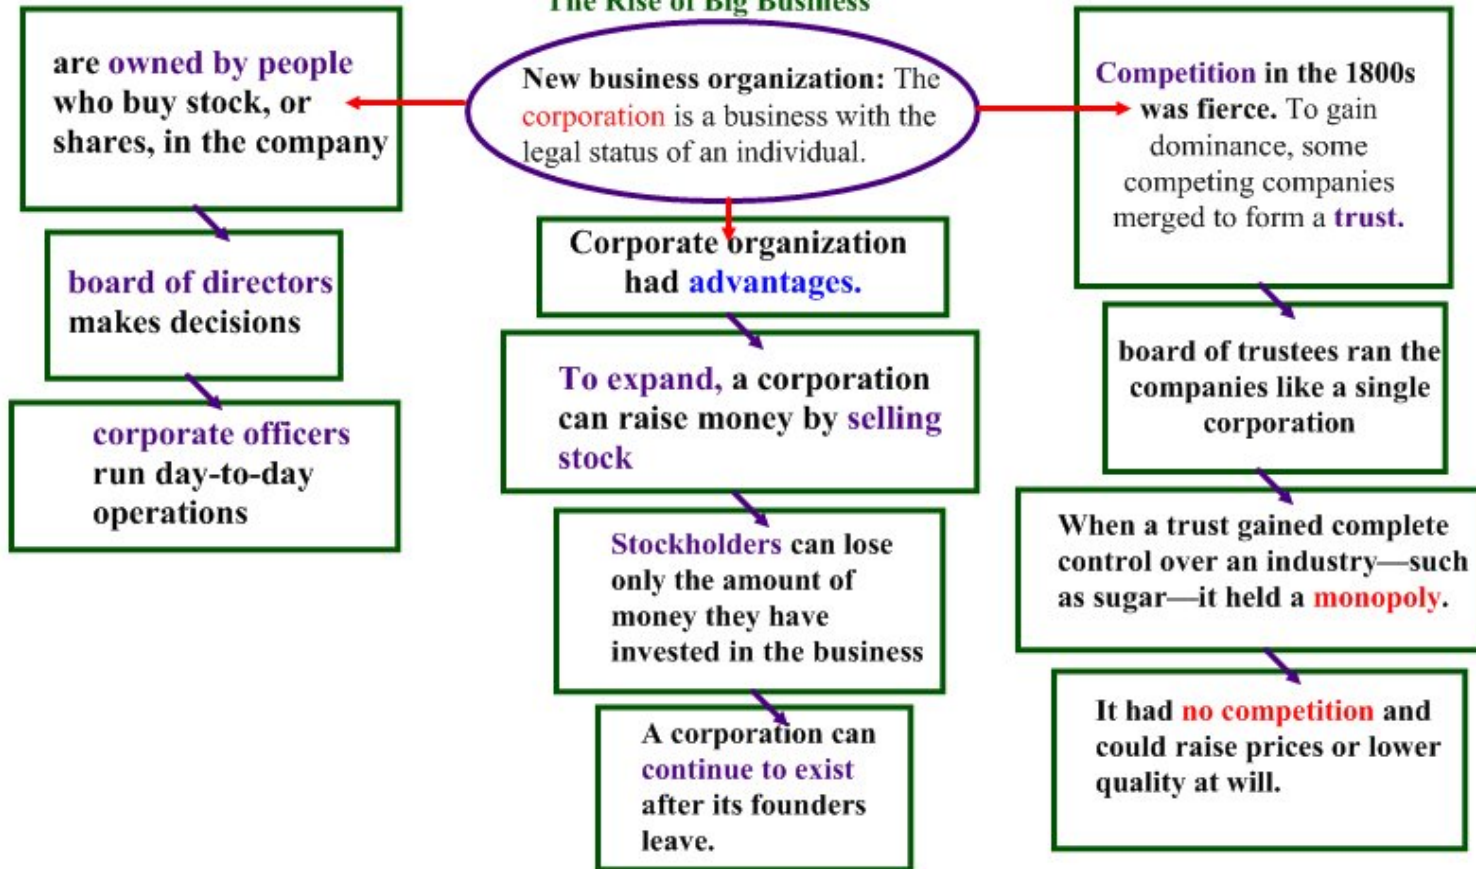 The Rise of Big Business
New business organization: The
corporation is a business with the
legal status of an individual.
are owned by people
who buy stock, or
shares, in the company
board of directors
makes decisions
corporate officers
run day-to-day
operations
Corporate organization
had advantages.
To expand, a corporation
can raise money by selling
stock
Stockholders can lose
only the amount of
money they have
invested in the business
A corporation can
continue to exist
after its founders
leave.
Competition in the 1800s
was fierce. To gain
dominance, some
competing companies
merged to form a trust.
board of trustees ran the
companies like a single
corporation
When a trust gained complete
control over an industry—such
as sugar—it held a monopoly.
It had no competition and
could raise prices or lower
quality at will.